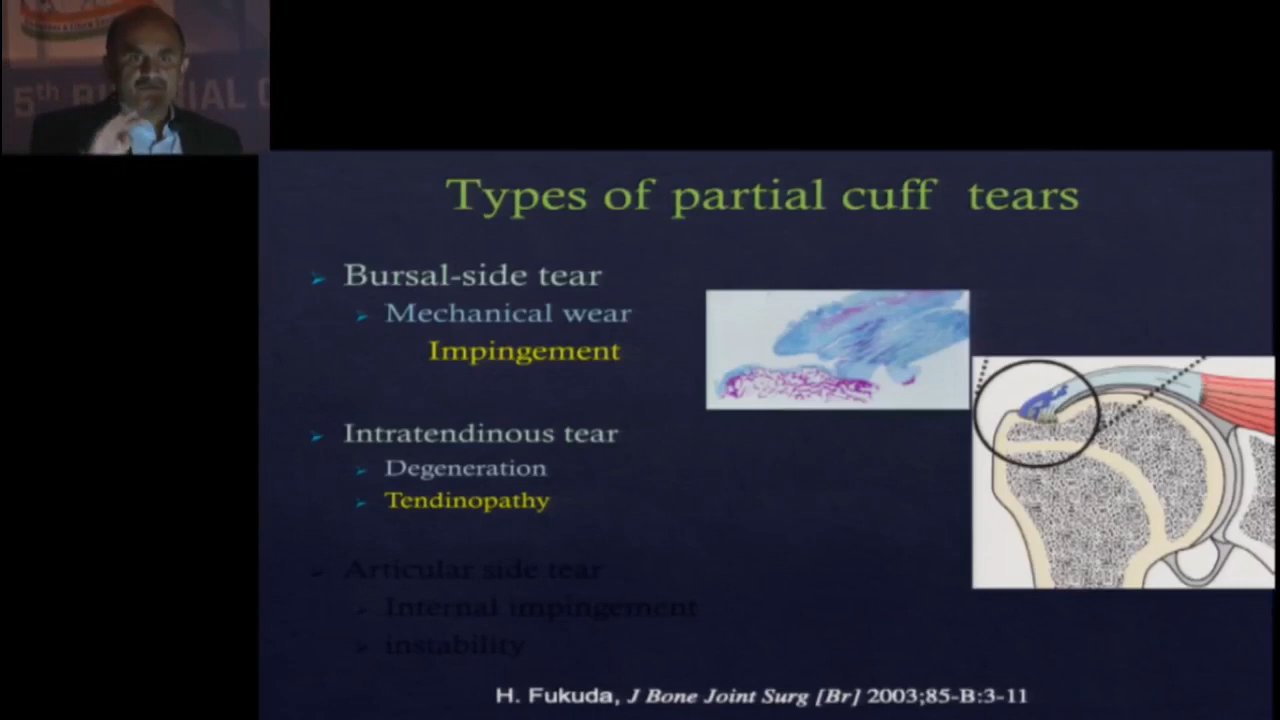 5th
Types of partial cuff tears
Bursal-side tear
Mechanical wear
Impingement
Intratendinous tear
Degeneration
Tendinopathy
Articular side tear
Internal impingement
instability
H. Fukuda, J Bone Joint Surg [Br] 2003;85-B:3-11